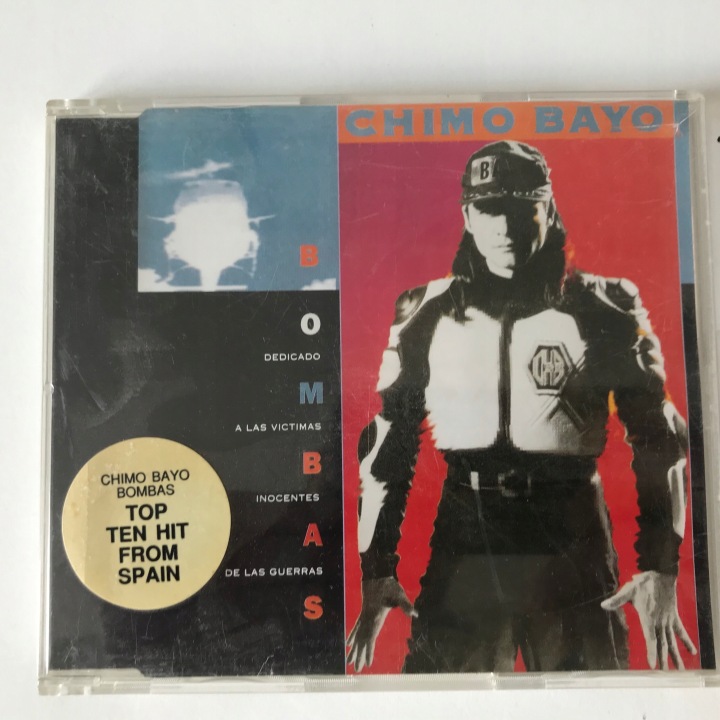 CHIMO BAYO
B
B
O
DEDICADO
M
A LAS VICTIMAS
B
INOCENTES
A
DE LAS GUERRAS
S
CHIMO BAYO
BOMBAS
TOP
TEN HIT
FROM
SPAIN